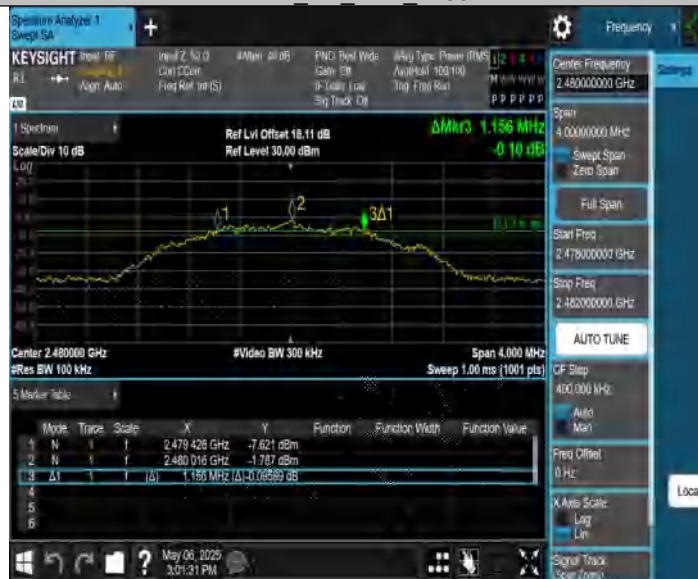 Spectrum Analyzer 1
Swept SA
+
Frequency
KEYSIGHT Input: RF
RL
Align: Auto
Input Z: 50 Ω
Corr CCorr
Freq Ref: Int (S)
#Atten: 40 dB
PNO: Best Wide
Gate: Off
IF Gain: Low
Sig Track: Off
#Avg Type: Power (RMS)
Avg|Hold: 100/100
Trig: Free Run
P P P P P
Center Frequency
2.480000000 GHz
Settings
Span
4.00000000 MHz
Swept Span
Zero Span
Full Span
Start Freq
2.478000000 GHz
Stop Freq
2.482000000 GHz
AUTO TUNE
CF Step
400.000 kHz
Auto
Man
Freq Offset
0 Hz
X Axis Scale
Log
Lin
Signal Track
(Span Zoom)
Loca
1 Spectrum
Scale/Div 10 dB
Log
Ref Lvl Offset 18.11 dB
Ref Level 30.00 dBm
ΔMkr3 1.156 MHz
-0.10 dB
1
2
3Δ1
Center 2.480000 GHz
#Res BW 100 kHz
#Video BW 300 kHz
Span 4.000 MHz
Sweep 1.00 ms (1001 pts)
5 Marker Table
Mode Trace Scale X Y Function Function Width Function Value
1 N 1 f 2.479 428 GHz -7.621 dBm
2 N 1 f 2.480 016 GHz -1.787 dBm
3 Δ1 1 f (Δ) 1.156 MHz (Δ) -0.09589 dB
4
5
6
?
May 06, 2025
3:01:31 PM